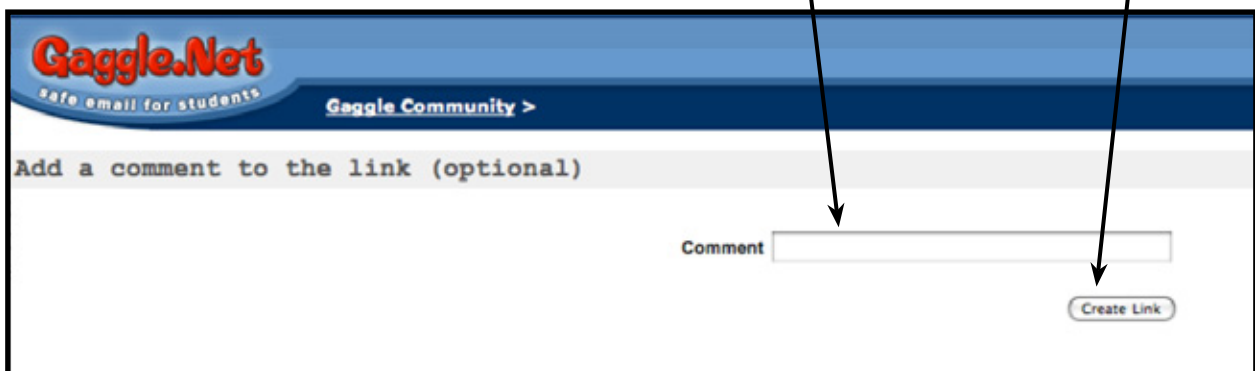 Gaggle.Net
safe email for students
Gaggle Community >
Add a comment to the link (optional)
Comment
Create Link